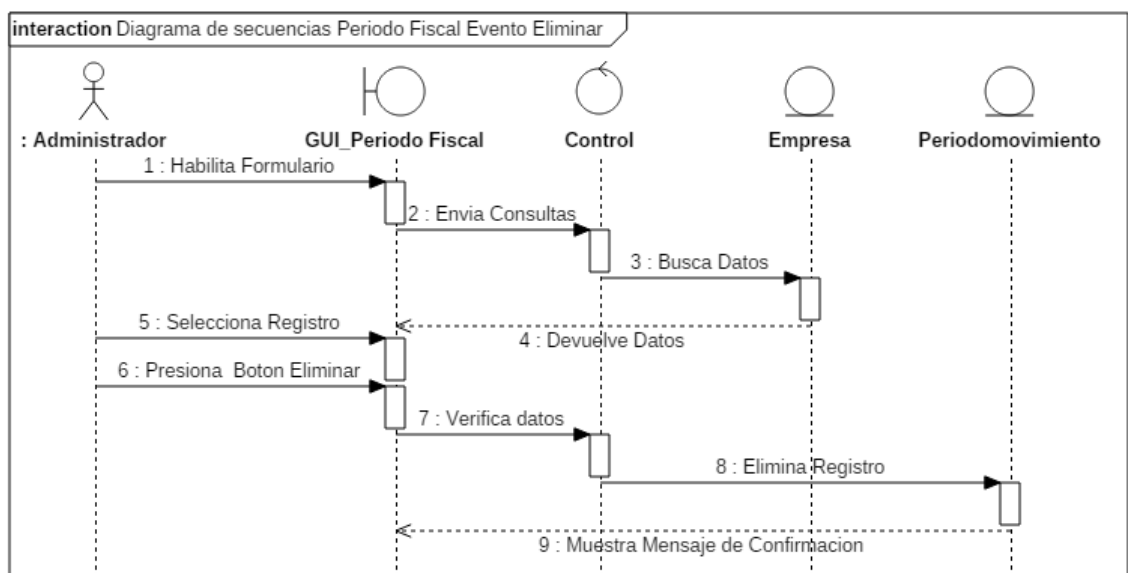 interaction Diagrama de secuencias Periodo Fiscal Evento Eliminar
: Administrador
GUI_Periodo Fiscal
Control
Empresa
Periodomovimiento
1 : Habilita Formulario
2 : Envia Consultas
3 : Busca Datos
4 : Devuelve Datos
5 : Selecciona Registro
6 : Presiona  Boton Eliminar
7 : Verifica datos
8 : Elimina Registro
9 : Muestra Mensaje de Confirmacion